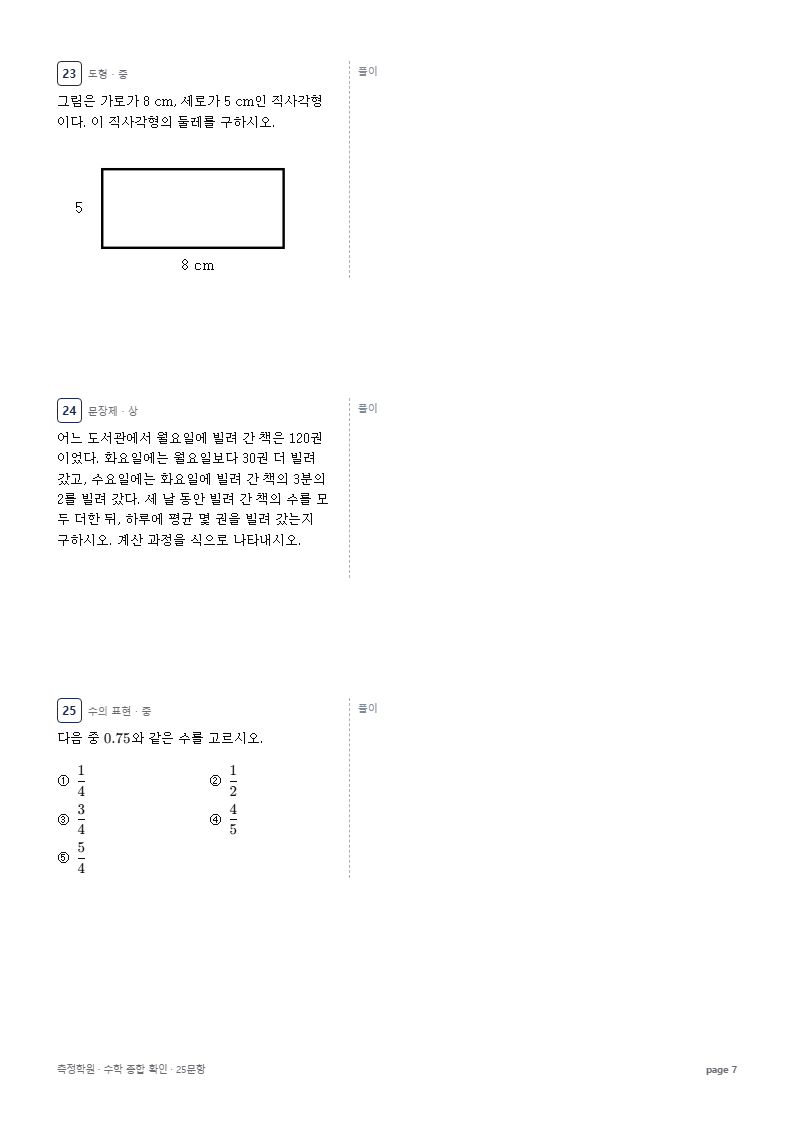 23 도형 · 중
풀이
그림은 가로가 8 cm, 세로가 5 cm인 직사각형
이다. 이 직사각형의 둘레를 구하시오.
5
8 cm
24 문장제 · 상
풀이
어느 도서관에서 월요일에 빌려 간 책은 120권
이었다. 화요일에는 월요일보다 30권 더 빌려
갔고, 수요일에는 화요일에 빌려 간 책의 3분의
2를 빌려 갔다. 세 날 동안 빌려 간 책의 수를 모
두 더한 뒤, 하루에 평균 몇 권을 빌려 갔는지
구하시오. 계산 과정을 식으로 나타내시오.
25 수의 표현 · 중
풀이
다음 중 0.75와 같은 수를 고르시오.
① 1/4 ② 1/2
③ 3/4 ④ 4/5
⑤ 5/4
측정학원 · 수학 종합 확인 · 25문항 page 7